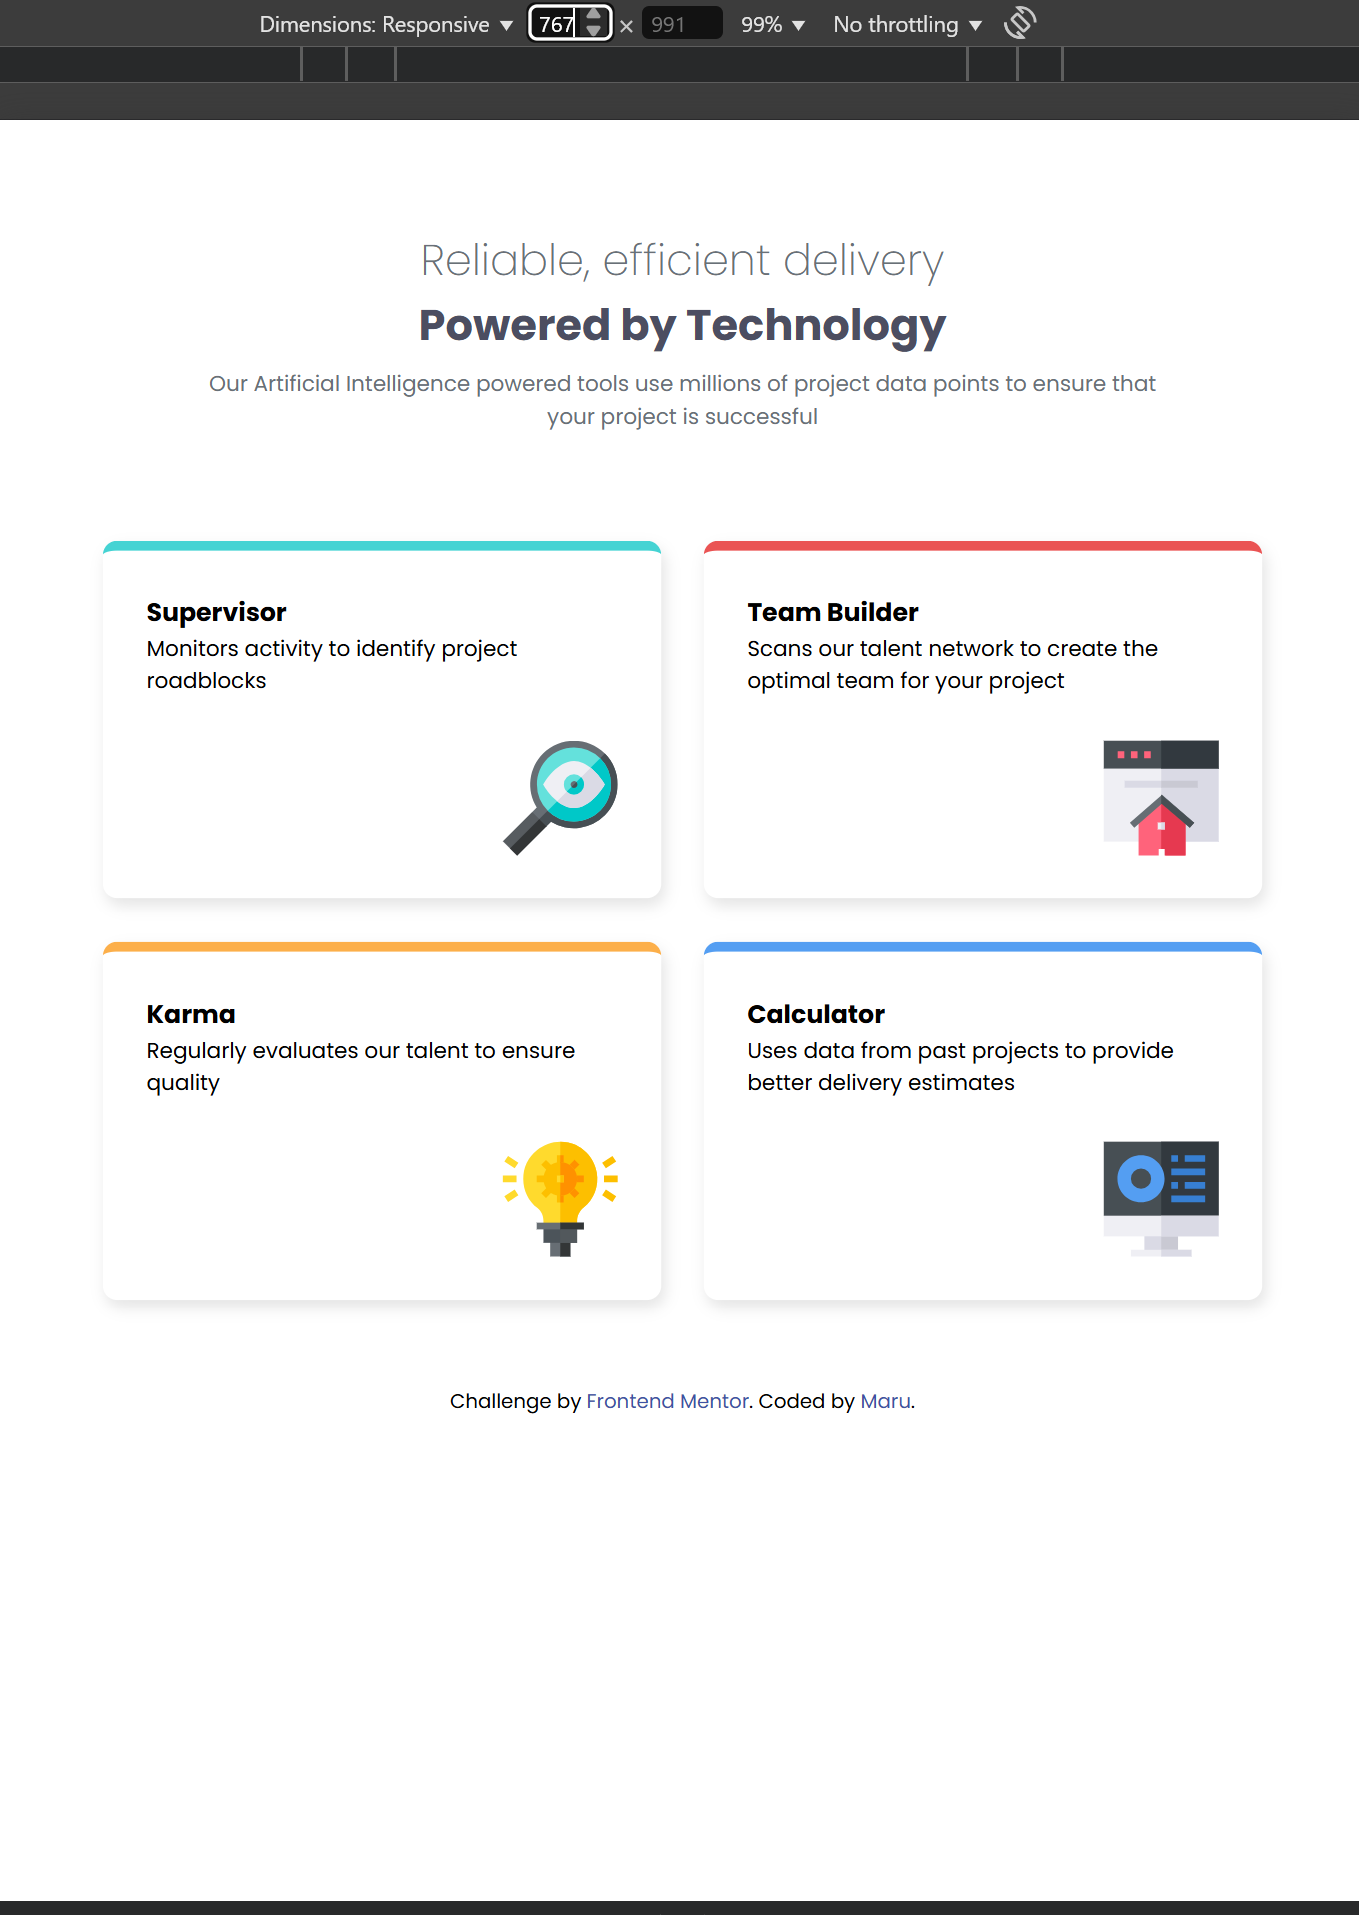 Dimensions: Responsive 767 × 991 99% No throttling
Reliable, efficient delivery
Powered by Technology
Our Artificial Intelligence powered tools use millions of project data points to ensure that
your project is successful
Supervisor
Monitors activity to identify project
roadblocks
Team Builder
Scans our talent network to create the
optimal team for your project
Karma
Regularly evaluates our talent to ensure
quality
Calculator
Uses data from past projects to provide
better delivery estimates
Challenge by Frontend Mentor. Coded by Maru.